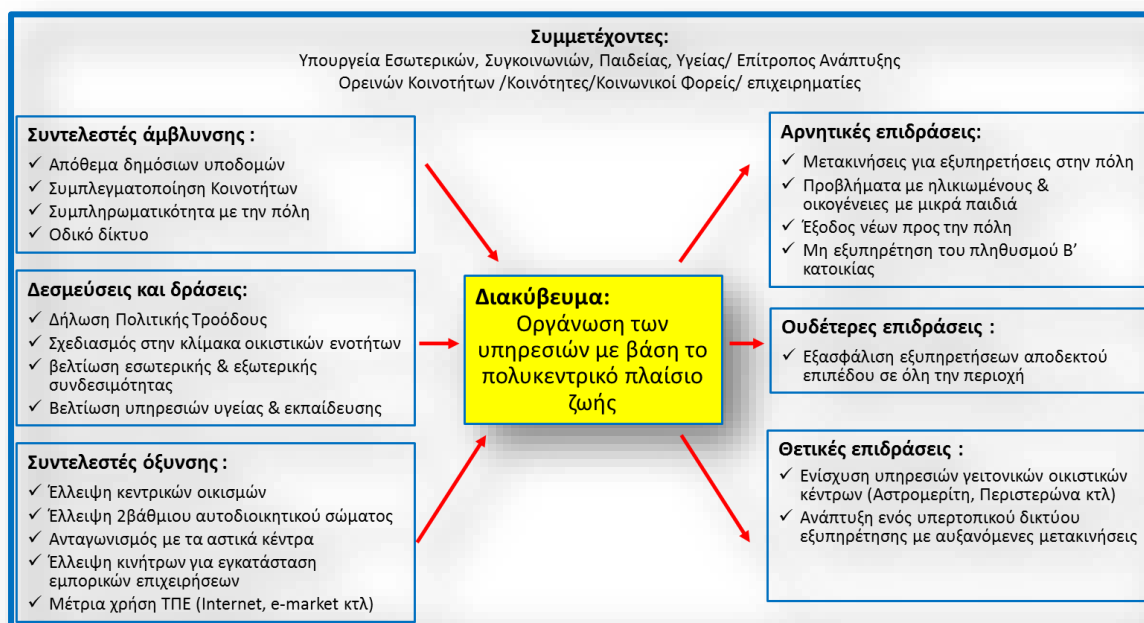 Συμμετέχοντες:
Υπουργεία Εσωτερικών, Συγκοινωνιών, Παιδείας, Υγείας/ Επίτροπος Ανάπτυξης
Ορεινών Κοινοτήτων /Κοινότητες/Κοινωνικοί Φορείς/ επιχειρηματίες
Συντελεστές άμβλυνσης :
✓ Απόθεμα δημόσιων υποδομών
✓ Συμπλεγματοποίηση Κοινοτήτων
✓ Συμπληρωματικότητα με την πόλη
✓ Οδικό δίκτυο
Δεσμεύσεις και δράσεις:
✓ Δήλωση Πολιτικής Τροόδους
✓ Σχεδιασμός στην κλίμακα οικιστικών ενοτήτων
✓ βελτίωση εσωτερικής & εξωτερικής
συνδεσιμότητας
✓ Βελτίωση υπηρεσιών υγείας & εκπαίδευσης
Συντελεστές όξυνσης :
✓ Έλλειψη κεντρικών οικισμών
✓ Έλλειψη 2βάθμιου αυτοδιοικητικού σώματος
✓ Ανταγωνισμός με τα αστικά κέντρα
✓ Έλλειψη κινήτρων για εγκατάσταση
εμπορικών επιχειρήσεων
✓ Μέτρια χρήση ΤΠΕ (Internet, e-market κτλ)
Διακύβευμα:
Οργάνωση των
υπηρεσιών με βάση το
πολυκεντρικό πλαίσιο
ζωής
Αρνητικές επιδράσεις:
✓ Μετακινήσεις για εξυπηρετήσεις στην πόλη
✓ Προβλήματα με ηλικιωμένους &
οικογένειες με μικρά παιδιά
✓ Έξοδος νέων προς την πόλη
✓ Μη εξυπηρέτηση του πληθυσμού Β’
κατοικίας
Ουδέτερες επιδράσεις :
✓ Εξασφάλιση εξυπηρετήσεων αποδεκτού
επιπέδου σε όλη την περιοχή
Θετικές επιδράσεις :
✓ Ενίσχυση υπηρεσιών γειτονικών οικιστικών
κέντρων (Αστρομερίτη, Περιστερώνα κτλ)
✓ Ανάπτυξη ενός υπερτοπικού δικτύου
εξυπηρέτησης με αυξανόμενες μετακινήσεις